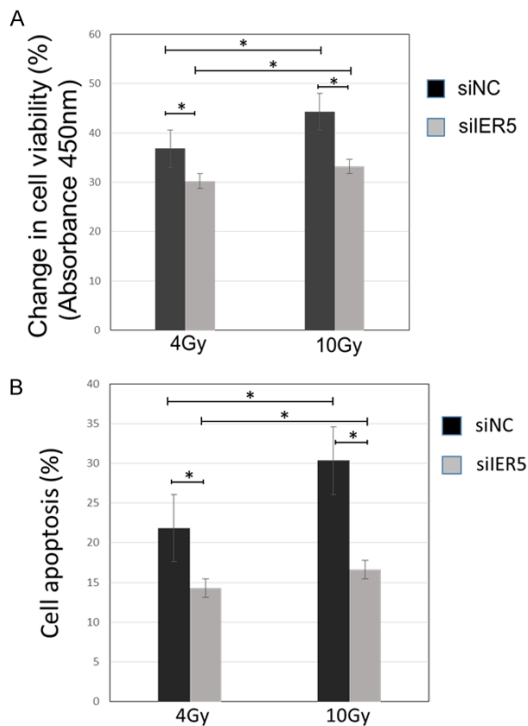 A
Change in cell viability (%)
(Absorbance 450nm)
60
50
40
30
20
10
0
*
*
*
*
4Gy
10Gy
siNC
siIER5
B
Cell apoptosis (%)
40
35
30
25
20
15
10
5
0
*
*
*
*
4Gy
10Gy
siNC
siIER5